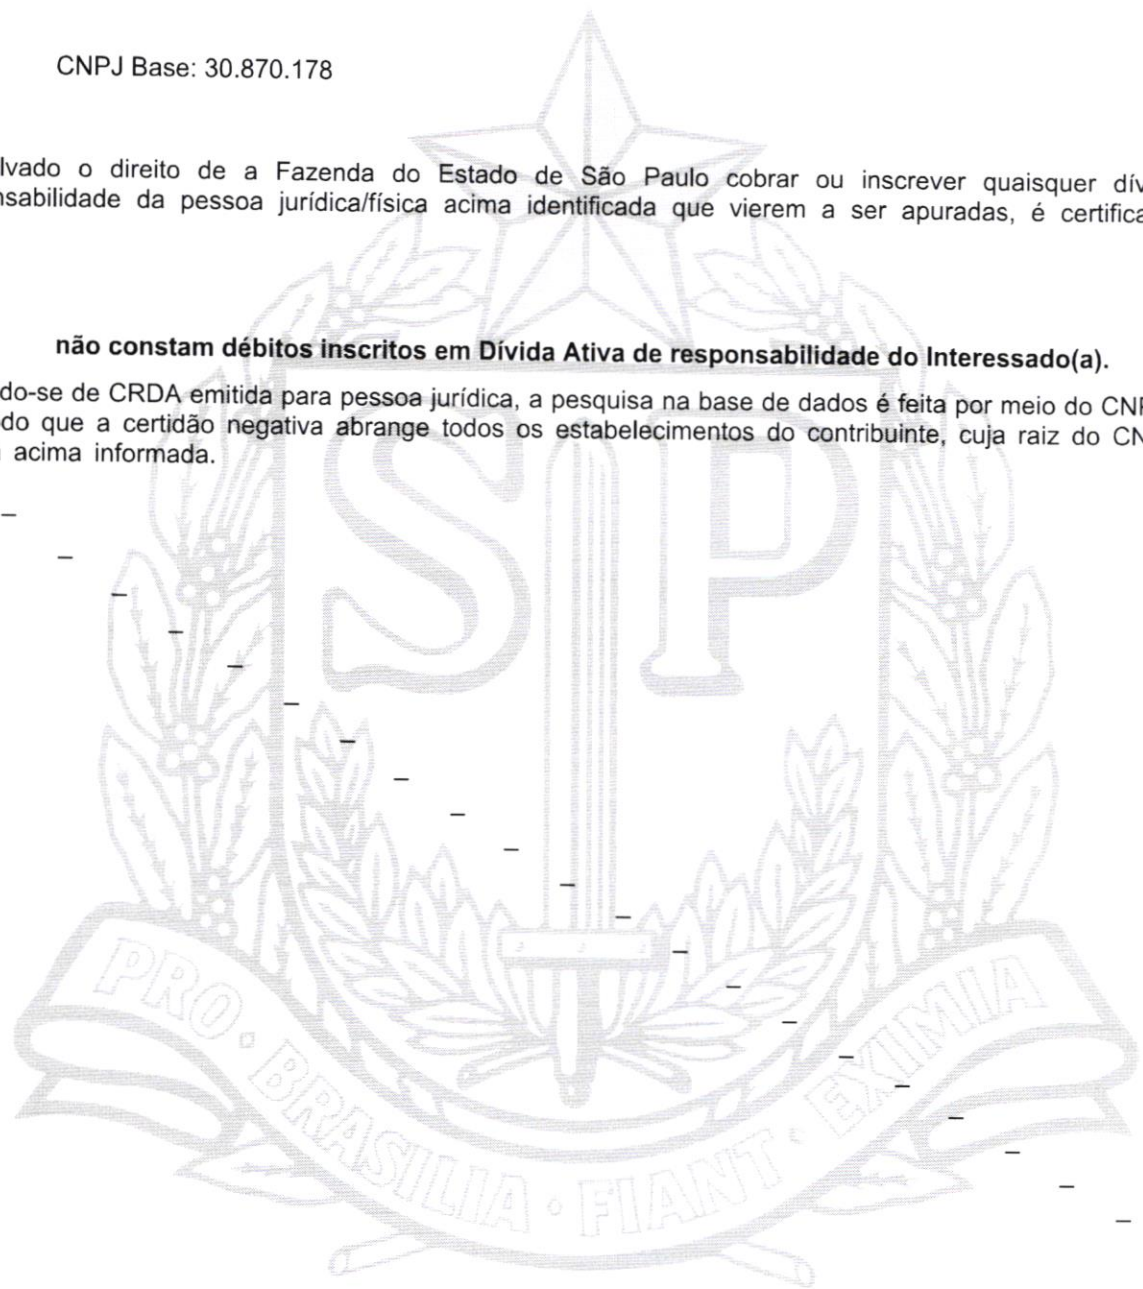 CNPJ Base: 30.870.178
lvado o direito de a Fazenda do Estado de São Paulo cobrar ou inscrever quaisquer dív
nsabilidade da pessoa jurídica/física acima identificada que vierem a ser apuradas, é certifica
não constam débitos inscritos em Dívida Ativa de responsabilidade do Interessado(a).
do-se de CRDA emitida para pessoa jurídica, a pesquisa na base de dados é feita por meio do CNP
do que a certidão negativa abrange todos os estabelecimentos do contribuinte, cuja raiz do CN
acima informada.
SP
PRO · BRASILIA · FIANT · EXIMIA